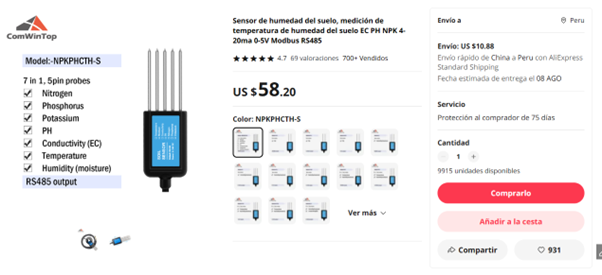 ComWinTop
Model:-NPKPHCTH-S
7 in 1, 5pin probes
Nitrogen
Phosphorus
Potassium
PH
Conductivity (EC)
Temperature
Humidity (moisture)
RS485 output
Sensor de humedad del suelo, medición de
temperatura de humedad del suelo EC PH NPK 4-
20ma 0-5V Modbus RS485
4.7 69 valoraciones 700+ Vendidos
US $58.20
Color: NPKPHCTH-S
Ver más
Envío a
Peru
Envío: US $10.88
Envío rápido de China a Peru con AliExpress
Standard Shipping
Fecha estimada de entrega el 08 AGO
Servicio
Protección al comprador de 75 días
Cantidad
- 1 +
9915 unidades disponibles
Comprarlo
Añadir a la cesta
Compartir
931